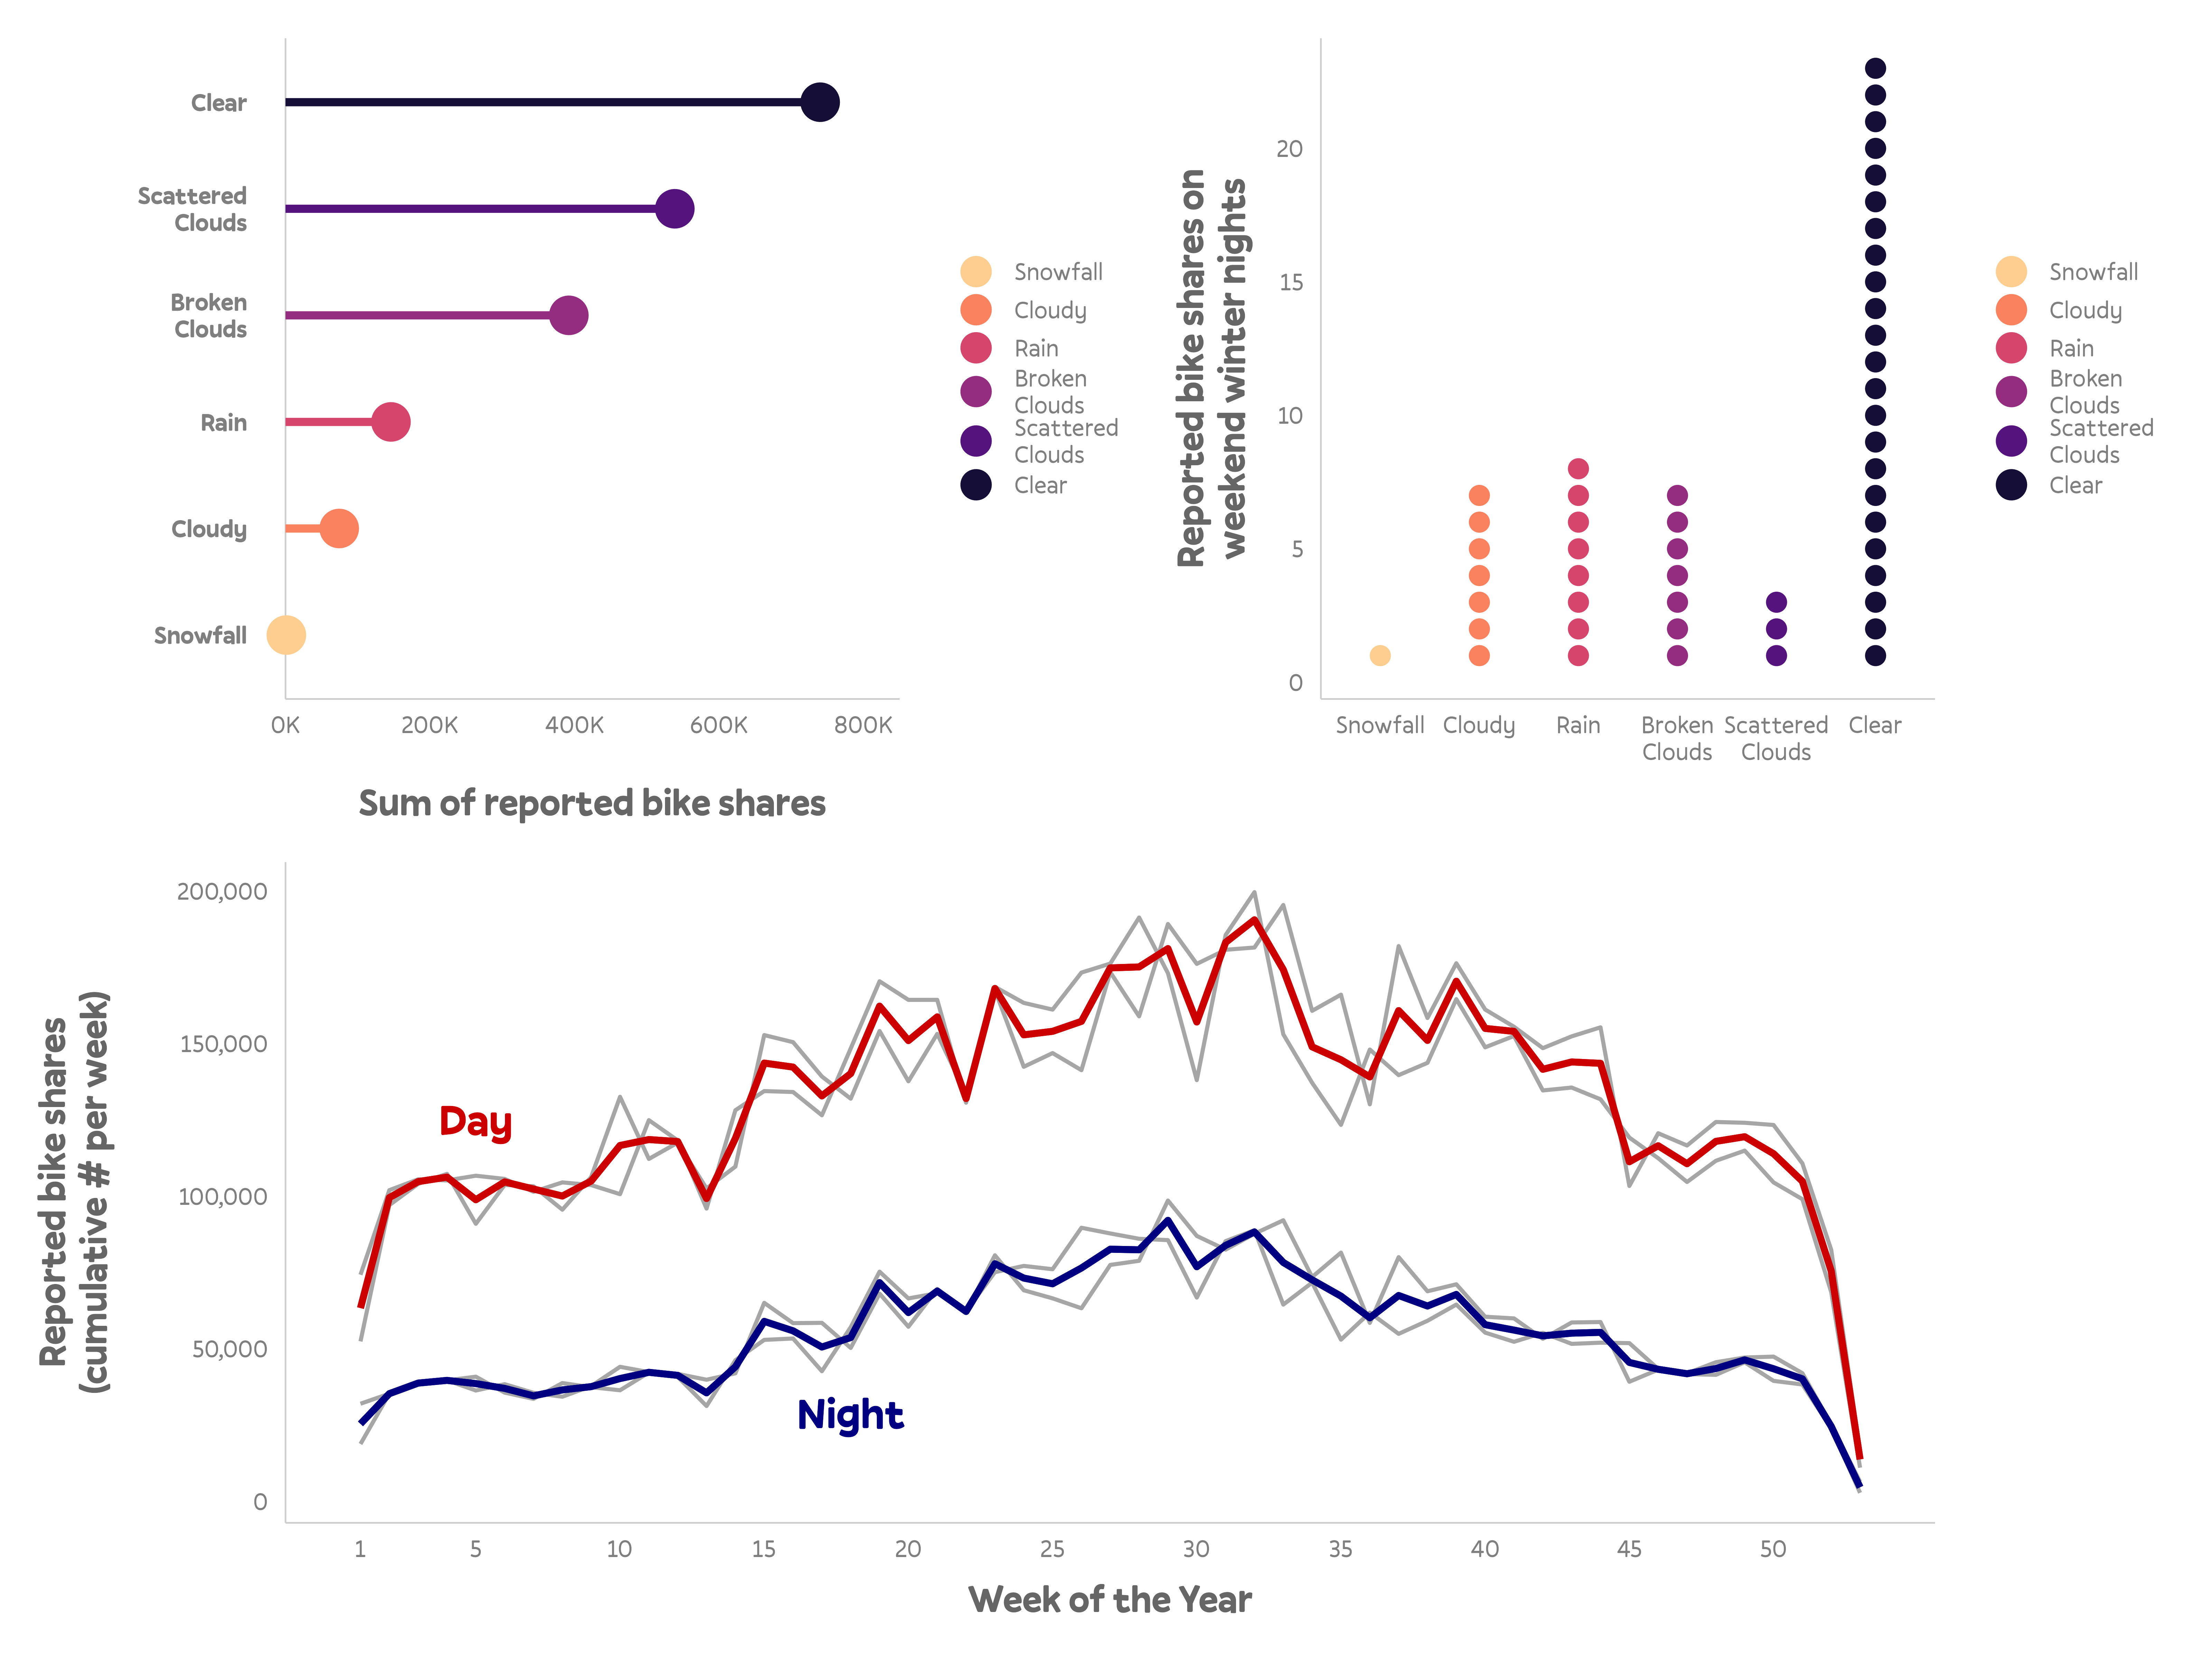 Clear
Scattered
Clouds
Broken
Clouds
Rain
Cloudy
Snowfall
0K 200K 400K 600K 800K
Sum of reported bike shares
Snowfall
Cloudy
Rain
Broken
Clouds
Scattered
Clouds
Clear
Reported bike shares on
weekend winter nights
20
15
10
5
0
Snowfall Cloudy Rain Broken Scattered Clear
Clouds Clouds
Snowfall
Cloudy
Rain
Broken
Clouds
Scattered
Clouds
Clear
Reported bike shares
(cumulative # per week)
200,000
150,000
100,000
50,000
0
Day
Night
1 5 10 15 20 25 30 35 40 45 50
Week of the Year